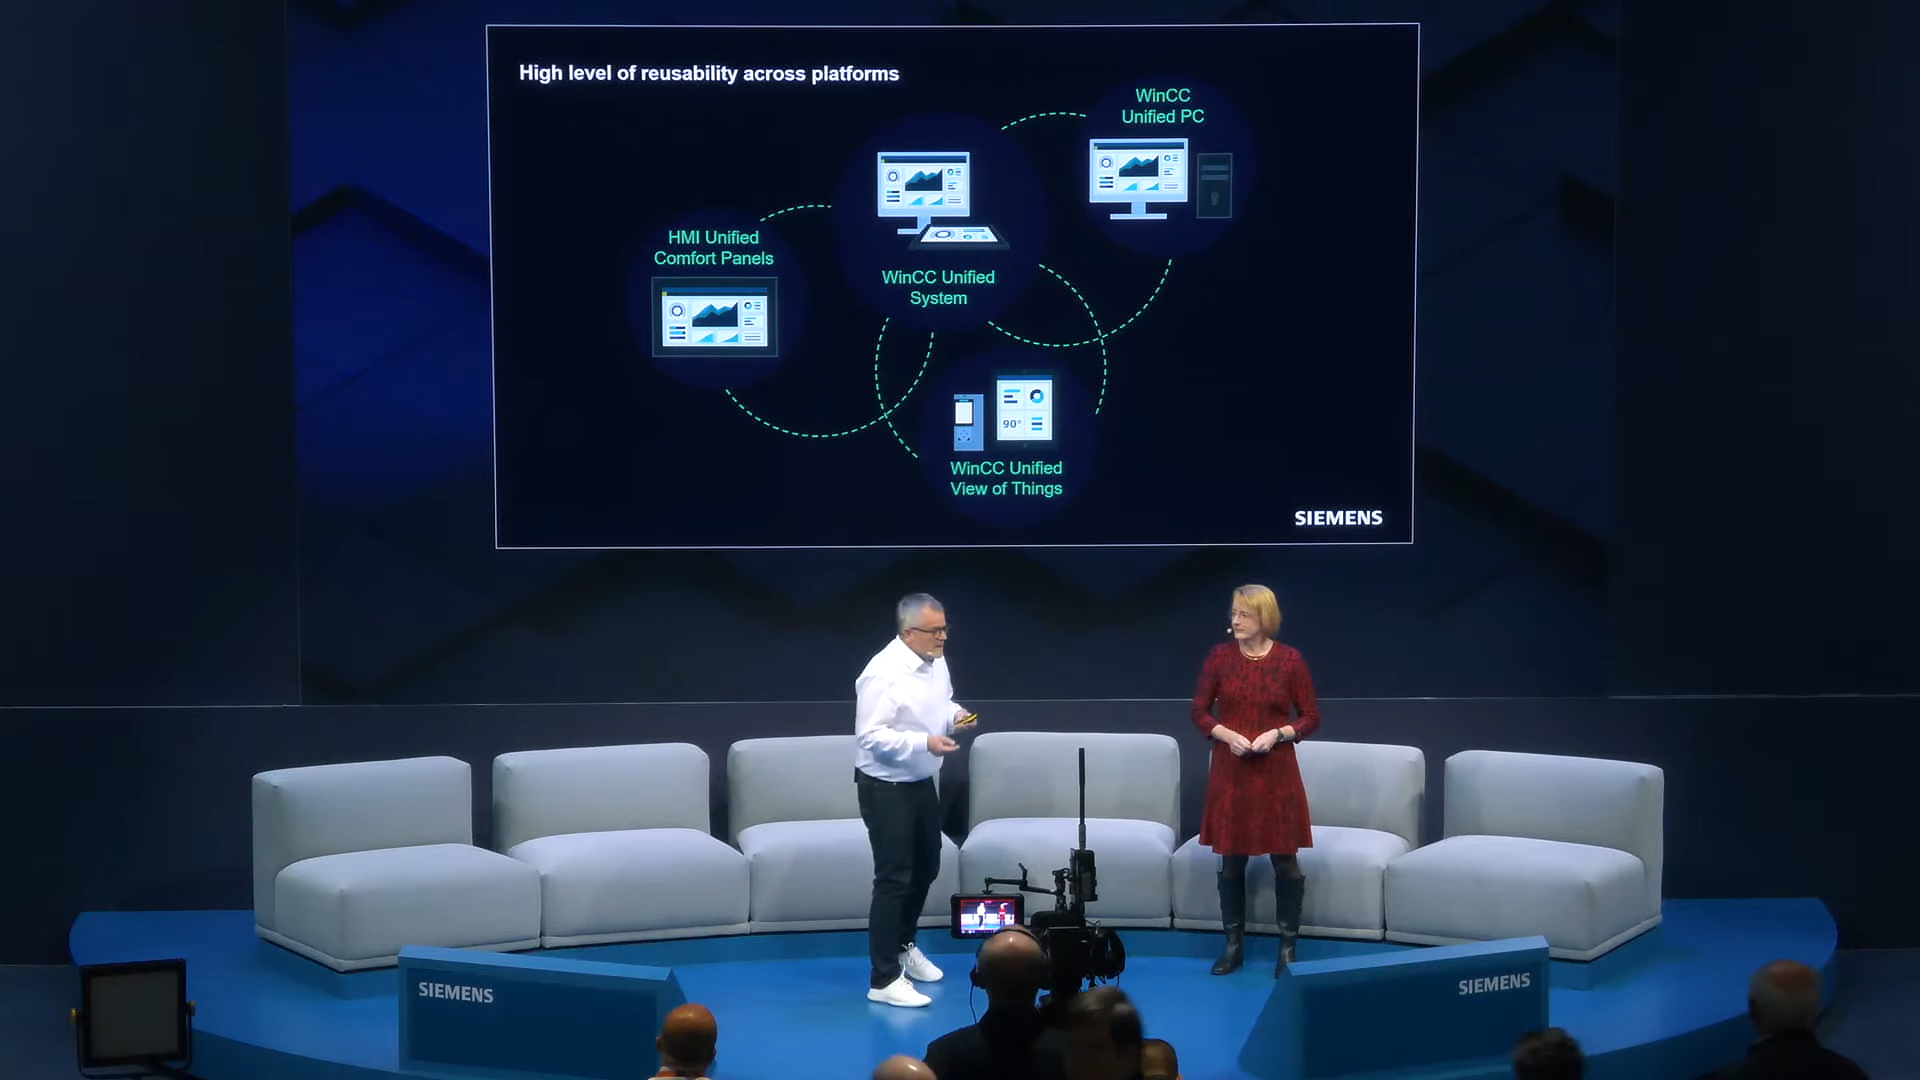 High level of reusability across platforms
WinCC
Unified PC
HMI Unified
Comfort Panels
WinCC Unified
System
90°
WinCC Unified
View of Things
SIEMENS
SIEMENS
SIEMENS